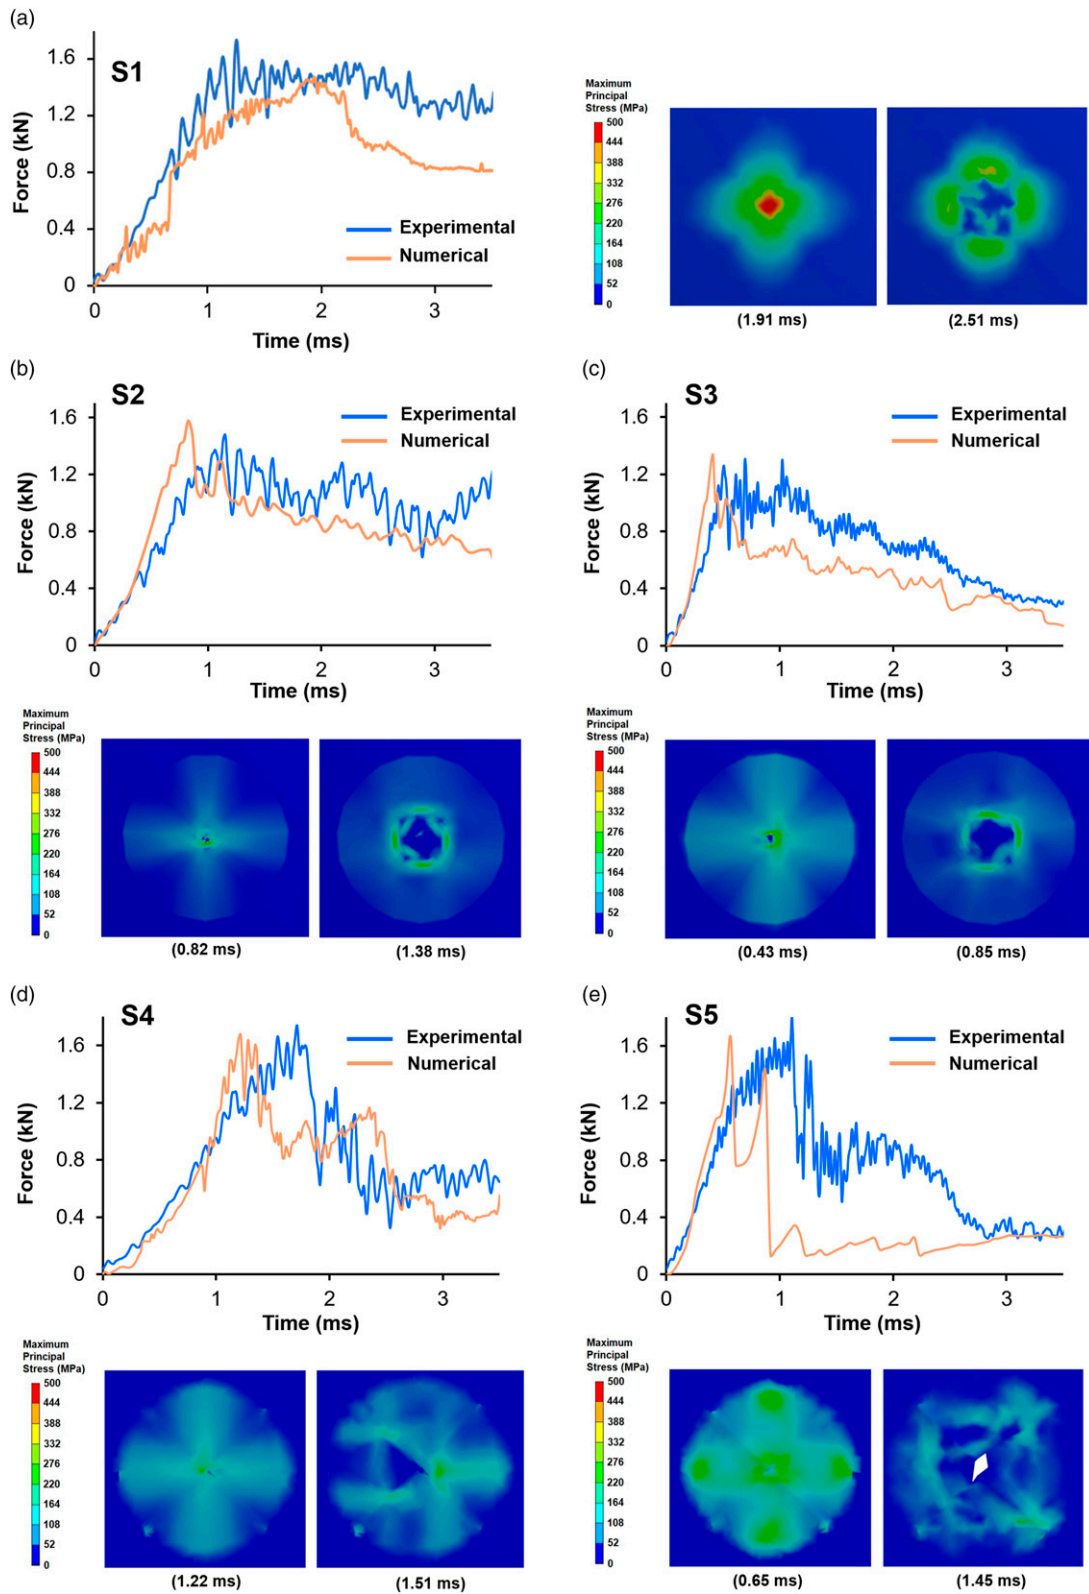 (a)
S1
Force (kN)
1.6
1.2
0.8
0.4
0
Experimental
Numerical
0
1
2
3
Time (ms)
Maximum
Principal
Stress (MPa)
500
444
388
332
276
220
164
108
52
0
(1.91 ms)
(2.51 ms)
(b)
S2
Force (kN)
1.6
1.2
0.8
0.4
0
Experimental
Numerical
0
1
2
3
Time (ms)
Maximum
Principal
Stress (MPa)
500
444
388
332
276
220
164
108
52
0
(0.82 ms)
(1.38 ms)
(c)
S3
Force (kN)
1.6
1.2
0.8
0.4
0
Experimental
Numerical
0
1
2
3
Time (ms)
Maximum
Principal
Stress (MPa)
500
444
388
332
276
220
164
108
52
0
(0.43 ms)
(0.85 ms)
(d)
S4
Force (kN)
1.6
1.2
0.8
0.4
0
Experimental
Numerical
0
1
2
3
Time (ms)
Maximum
Principal
Stress (MPa)
500
444
388
332
276
220
164
108
52
0
(1.22 ms)
(1.51 ms)
(e)
S5
Force (kN)
1.6
1.2
0.8
0.4
0
Experimental
Numerical
0
1
2
3
Time (ms)
Maximum
Principal
Stress (MPa)
500
444
388
332
276
220
164
108
52
0
(0.65 ms)
(1.45 ms)